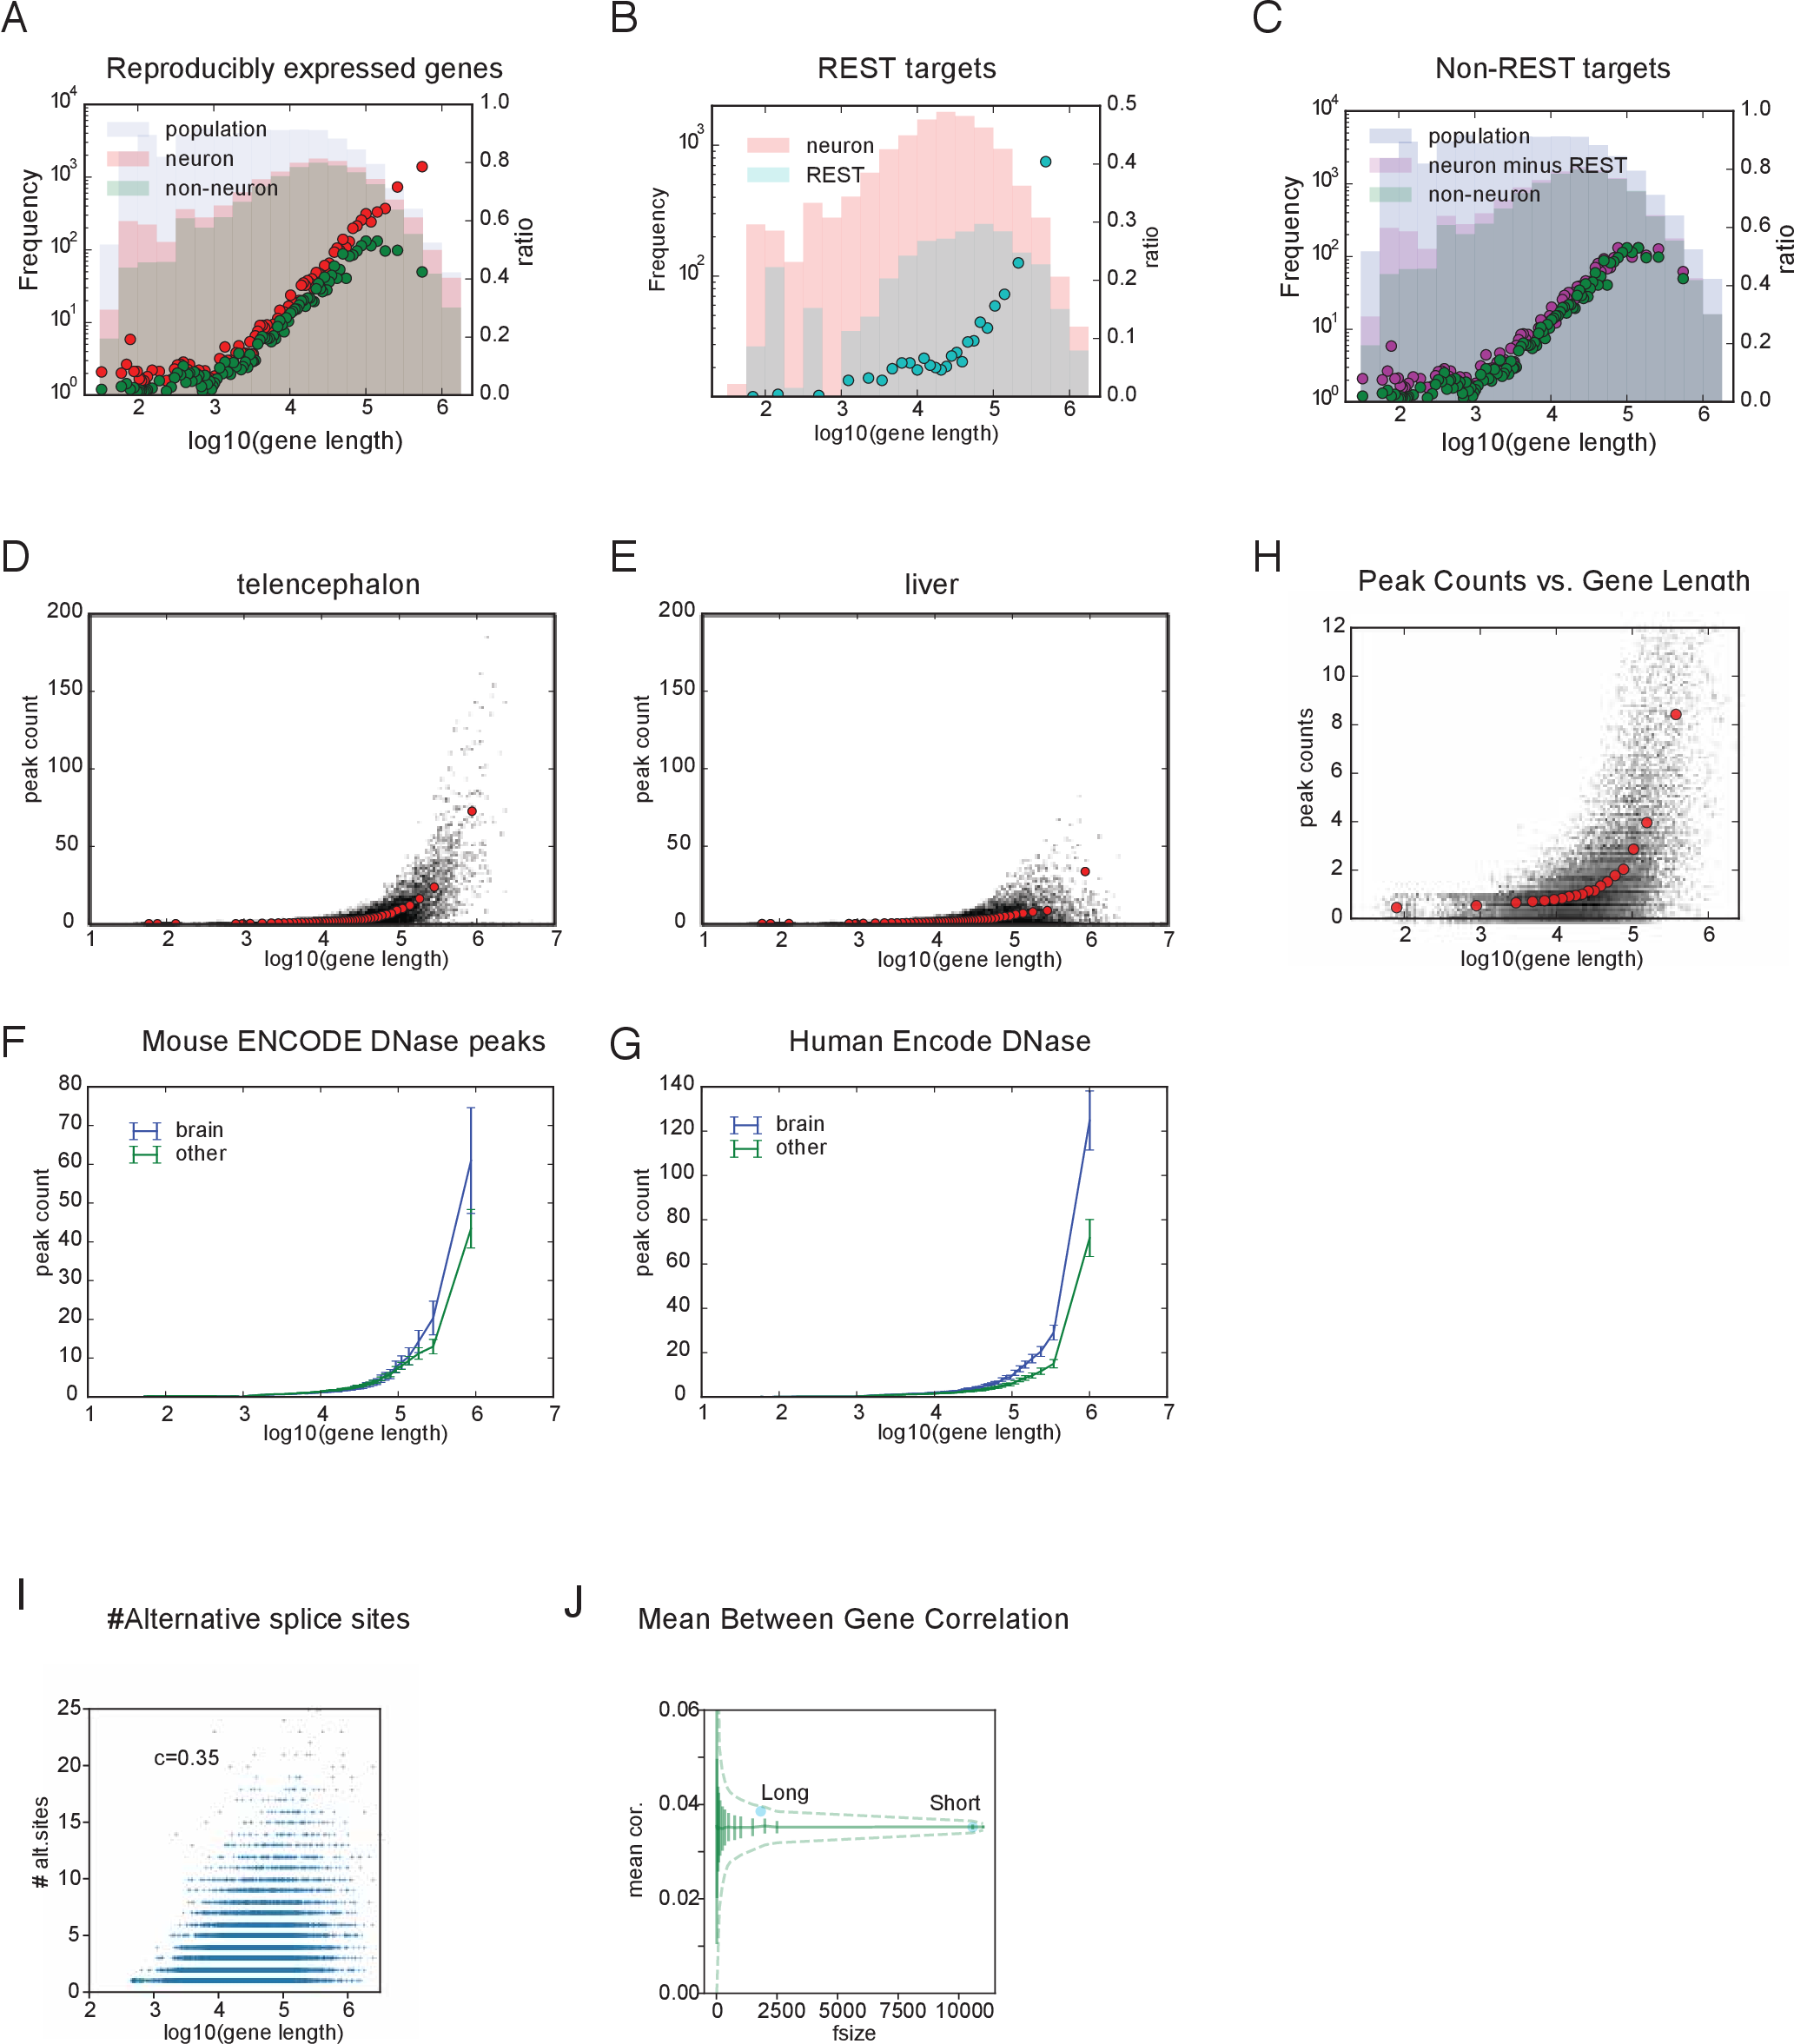 A
Reproducibly expressed genes
10^4
10^3
10^2
10^1
10^0
Frequency
population
neuron
non-neuron
1.0
0.8
0.6
0.4
0.2
0.0
ratio
2 3 4 5 6
log10(gene length)
B
REST targets
10^3
10^2
Frequency
neuron
REST
0.5
0.4
0.3
0.2
0.1
0.0
ratio
2 3 4 5 6
log10(gene length)
C
Non-REST targets
10^4
10^3
10^2
10^1
10^0
Frequency
population
neuron minus REST
non-neuron
1.0
0.8
0.6
0.4
0.2
0.0
ratio
2 3 4 5 6
log10(gene length)
D
telencephalon
200
150
100
50
0
peak count
1 2 3 4 5 6 7
log10(gene length)
E
liver
200
150
100
50
0
peak count
1 2 3 4 5 6 7
log10(gene length)
H
Peak Counts vs. Gene Length
12
10
8
6
4
2
0
peak counts
2 3 4 5 6
log10(gene length)
F
Mouse ENCODE DNase peaks
80
70
60
50
40
30
20
10
0
peak count
brain
other
1 2 3 4 5 6 7
log10(gene length)
G
Human Encode DNase
140
120
100
80
60
40
20
0
peak count
brain
other
1 2 3 4 5 6 7
log10(gene length)
I
#Alternative splice sites
25
20
15
10
5
0
# alt.sites
c=0.35
2 3 4 5 6
log10(gene length)
J
Mean Between Gene Correlation
0.06
0.04
0.02
0.00
mean cor.
Long
Short
0 2500 5000 7500 10000
fsize